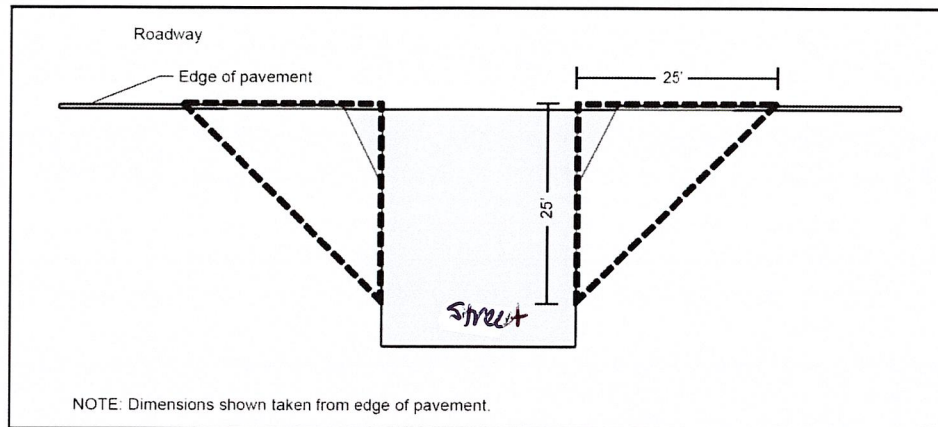 Roadway
Edge of pavement
25'
25'
Street
NOTE: Dimensions shown taken from edge of pavement.